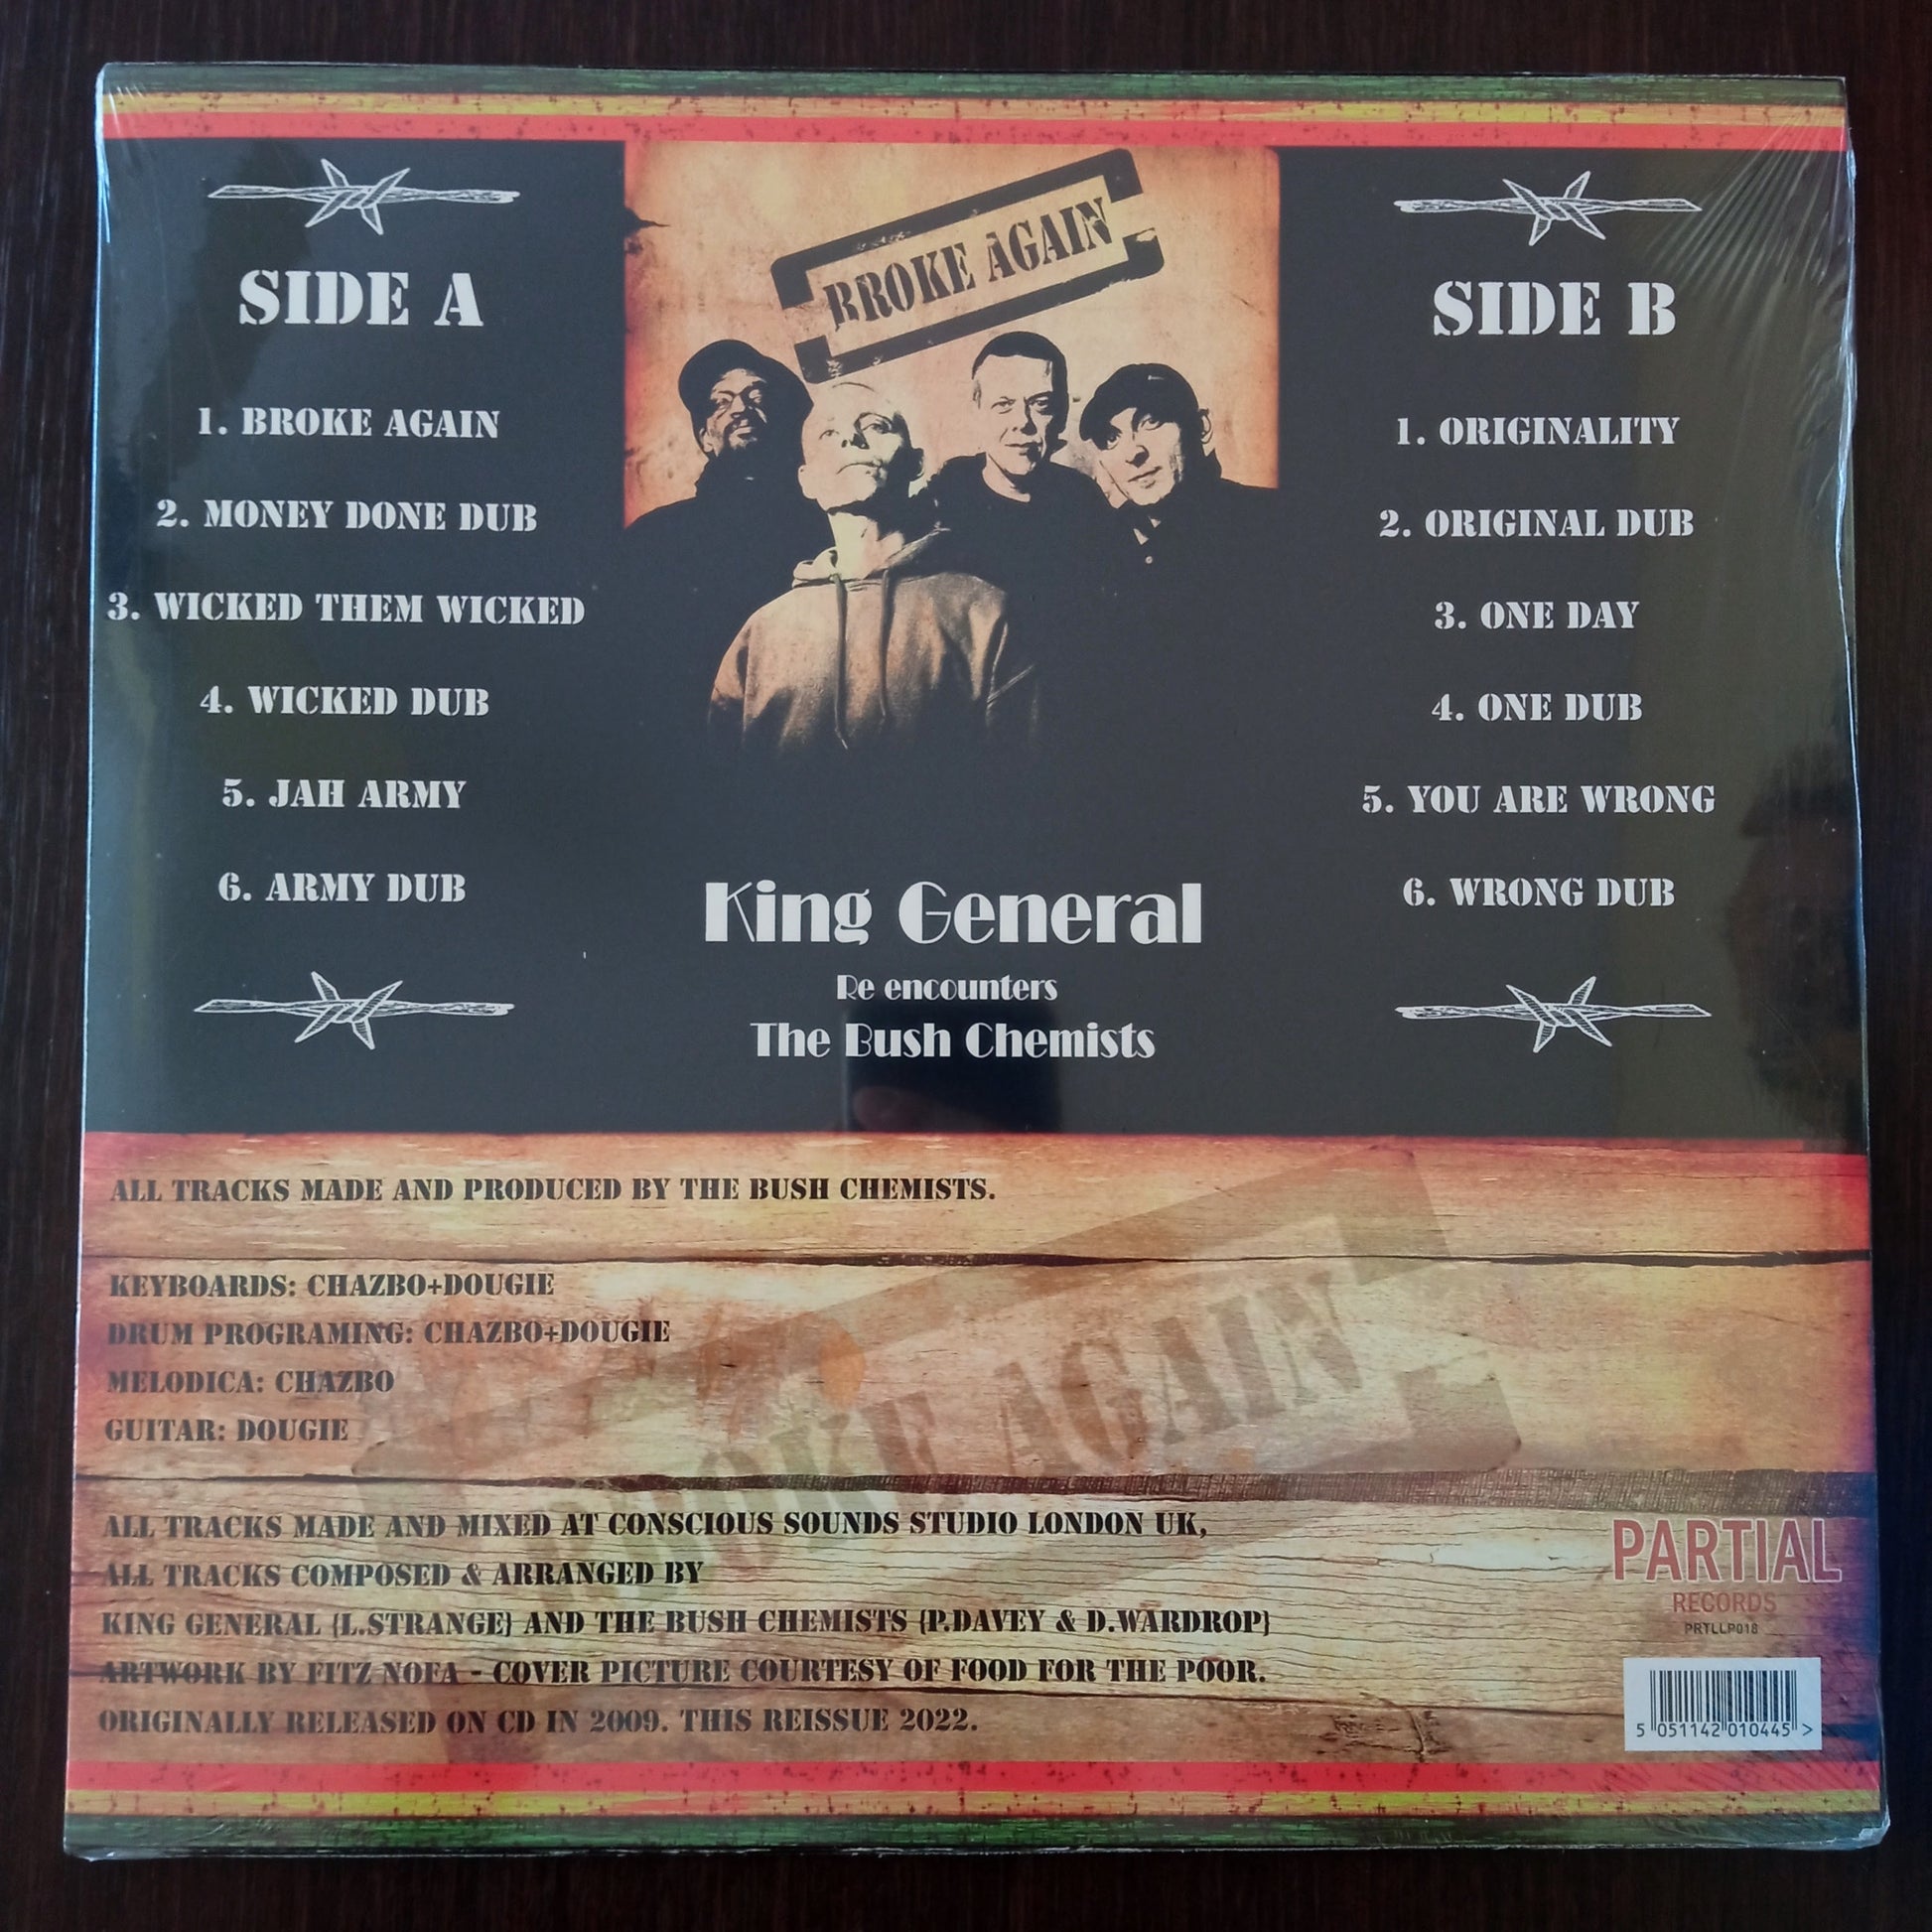 BROKE AGAIN
SIDE A
1. BROKE AGAIN
2. MONEY DONE DUB
3. WICKED THEM WICKED
4. WICKED DUB
5. JAH ARMY
6. ARMY DUB
SIDE B
1. ORIGINALITY
2. ORIGINAL DUB
3. ONE DAY
4. ONE DUB
5. YOU ARE WRONG
6. WRONG DUB
King General
Re encounters
The Bush Chemists
ALL TRACKS MADE AND PRODUCED BY THE BUSH CHEMISTS.
KEYBOARDS: CHAZBO+DOUGIE
DRUM PROGRAMING: CHAZBO+DOUGIE
MELODICA: CHAZBO
GUITAR: DOUGIE
BROKE AGAIN
ALL TRACKS MADE AND MIXED AT CONSCIOUS SOUNDS STUDIO LONDON UK,
ALL TRACKS COMPOSED & ARRANGED BY
KING GENERAL {L.STRANGE} AND THE BUSH CHEMISTS {P.DAVEY & D.WARDROP}
ARTWORK BY FITZ NOFA - COVER PICTURE COURTESY OF FOOD FOR THE POOR.
ORIGINALLY RELEASED ON CD IN 2009. THIS REISSUE 2022.
PARTIAL
RECORDS
PRTLLP018
5 051142 010445 >